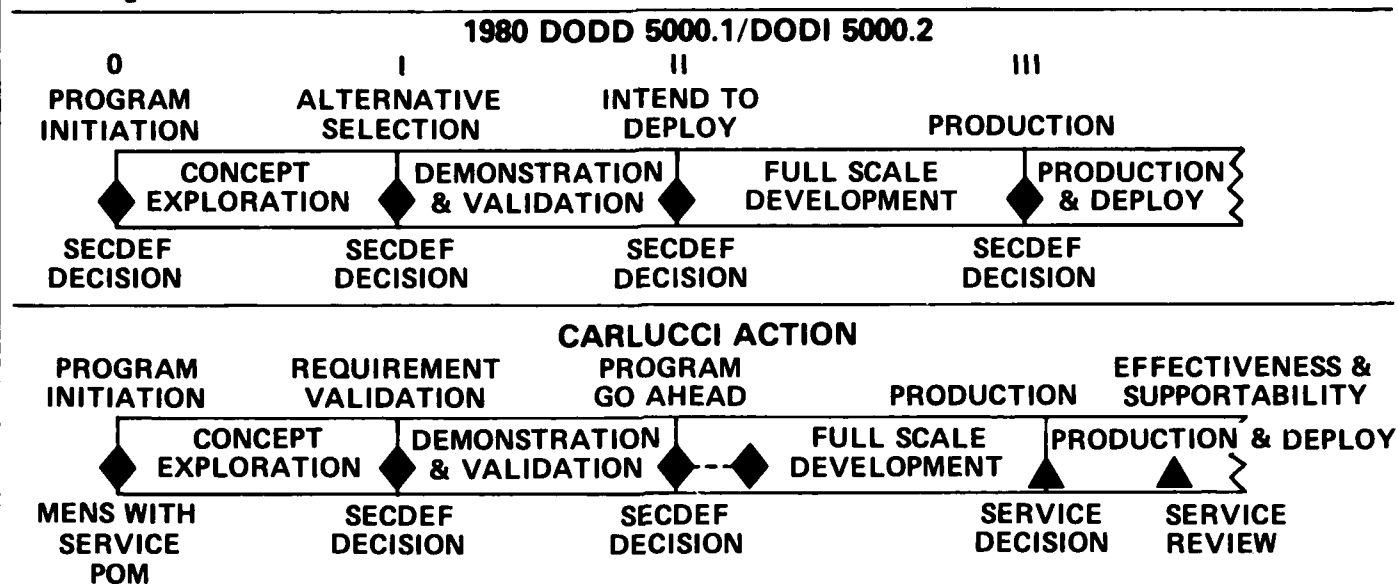 1980 DODD 5000.1/DODI 5000.2
0 I II III
PROGRAM ALTERNATIVE INTEND TO
INITIATION SELECTION DEPLOY PRODUCTION
CONCEPT DEMONSTRATION FULL SCALE PRODUCTION
EXPLORATION & VALIDATION DEVELOPMENT & DEPLOY
SECDEF SECDEF SECDEF SECDEF
DECISION DECISION DECISION DECISION
CARLUCCI ACTION
PROGRAM REQUIREMENT PROGRAM EFFECTIVENESS &
INITIATION VALIDATION GO AHEAD PRODUCTION SUPPORTABILITY
CONCEPT DEMONSTRATION FULL SCALE PRODUCTION & DEPLOY
EXPLORATION & VALIDATION DEVELOPMENT
MENS WITH SECDEF SECDEF SERVICE SERVICE
SERVICE DECISION DECISION DECISION REVIEW
POM